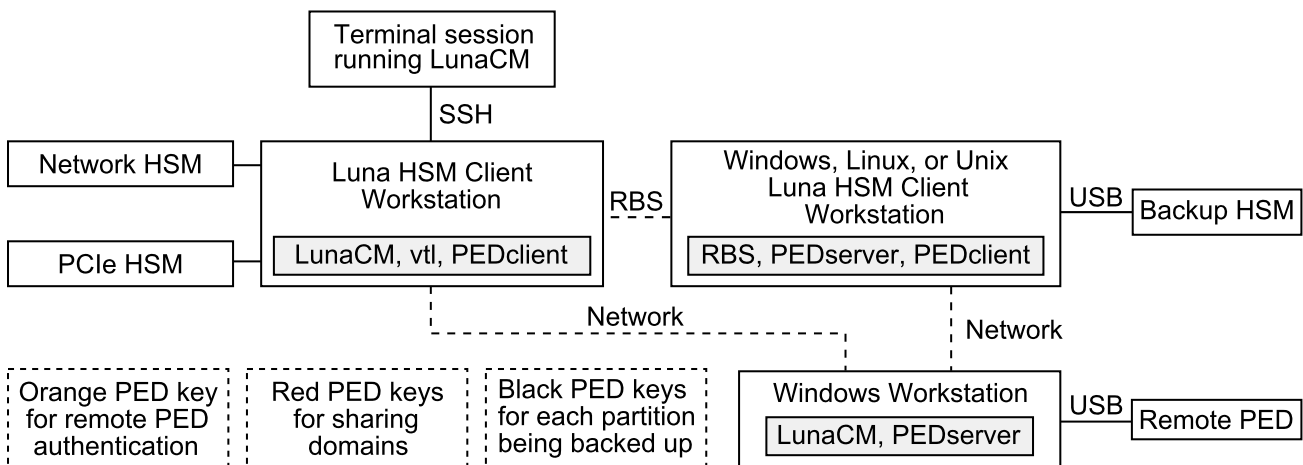 Terminal session
running LunaCM
SSH
Network HSM
PCIe HSM
Luna HSM Client
Workstation
LunaCM, vtl, PEDclient
RBS
Windows, Linux, or Unix
Luna HSM Client
Workstation
RBS, PEDserver, PEDclient
USB
Backup HSM
Network
Network
Orange PED key
for remote PED
authentication
Red PED keys
for sharing
domains
Black PED keys
for each partition
being backed up
Windows Workstation
LunaCM, PEDserver
USB
Remote PED